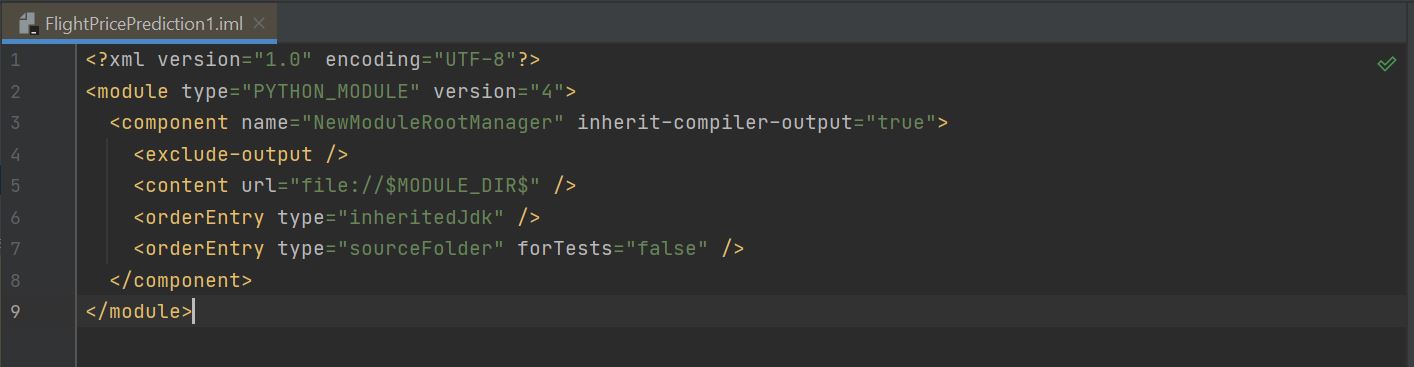 FlightPricePrediction1.iml
1 <?xml version="1.0" encoding="UTF-8"?>
2 <module type="PYTHON_MODULE" version="4">
3   <component name="NewModuleRootManager" inherit-compiler-output="true">
4     <exclude-output />
5     <content url="file://$MODULE_DIR$" />
6     <orderEntry type="inheritedJdk" />
7     <orderEntry type="sourceFolder" forTests="false" />
8   </component>
9 </module>